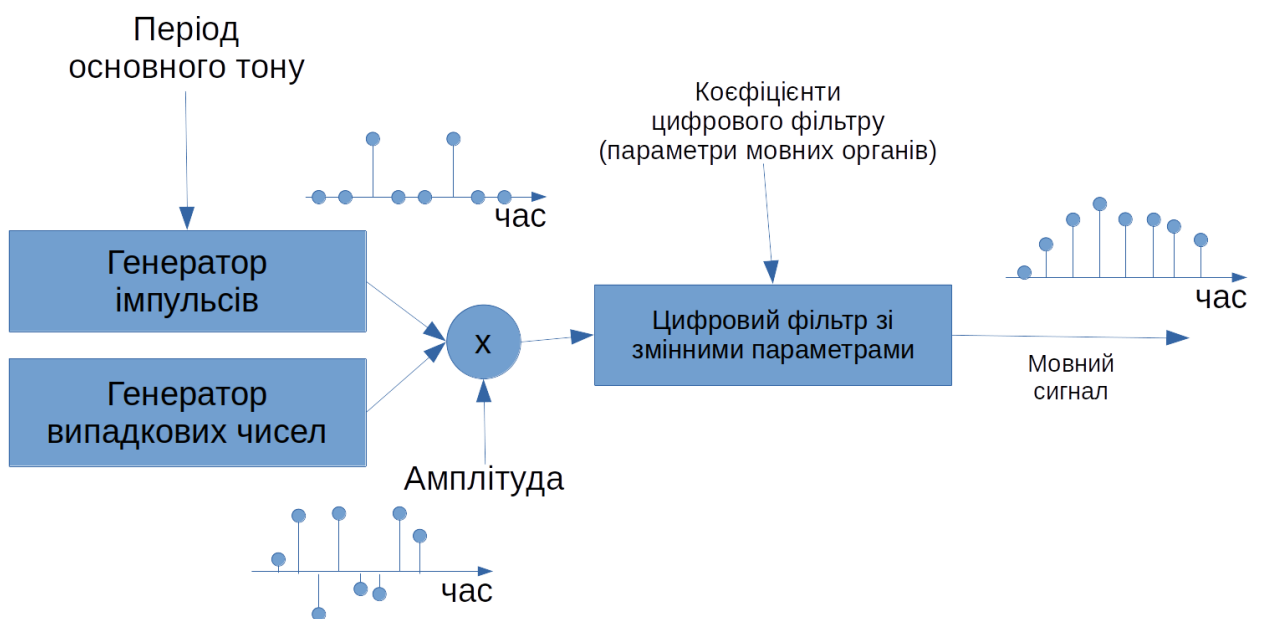 Період
основного тону
час
Коєфіцієнти
цифрового фільтру
(параметри мовних органів)
Генератор
імпульсів
час
x
Цифровий фільтр зі
змінними параметрами
Мовний
сигнал
Генератор
випадкових чисел
Амплітуда
час